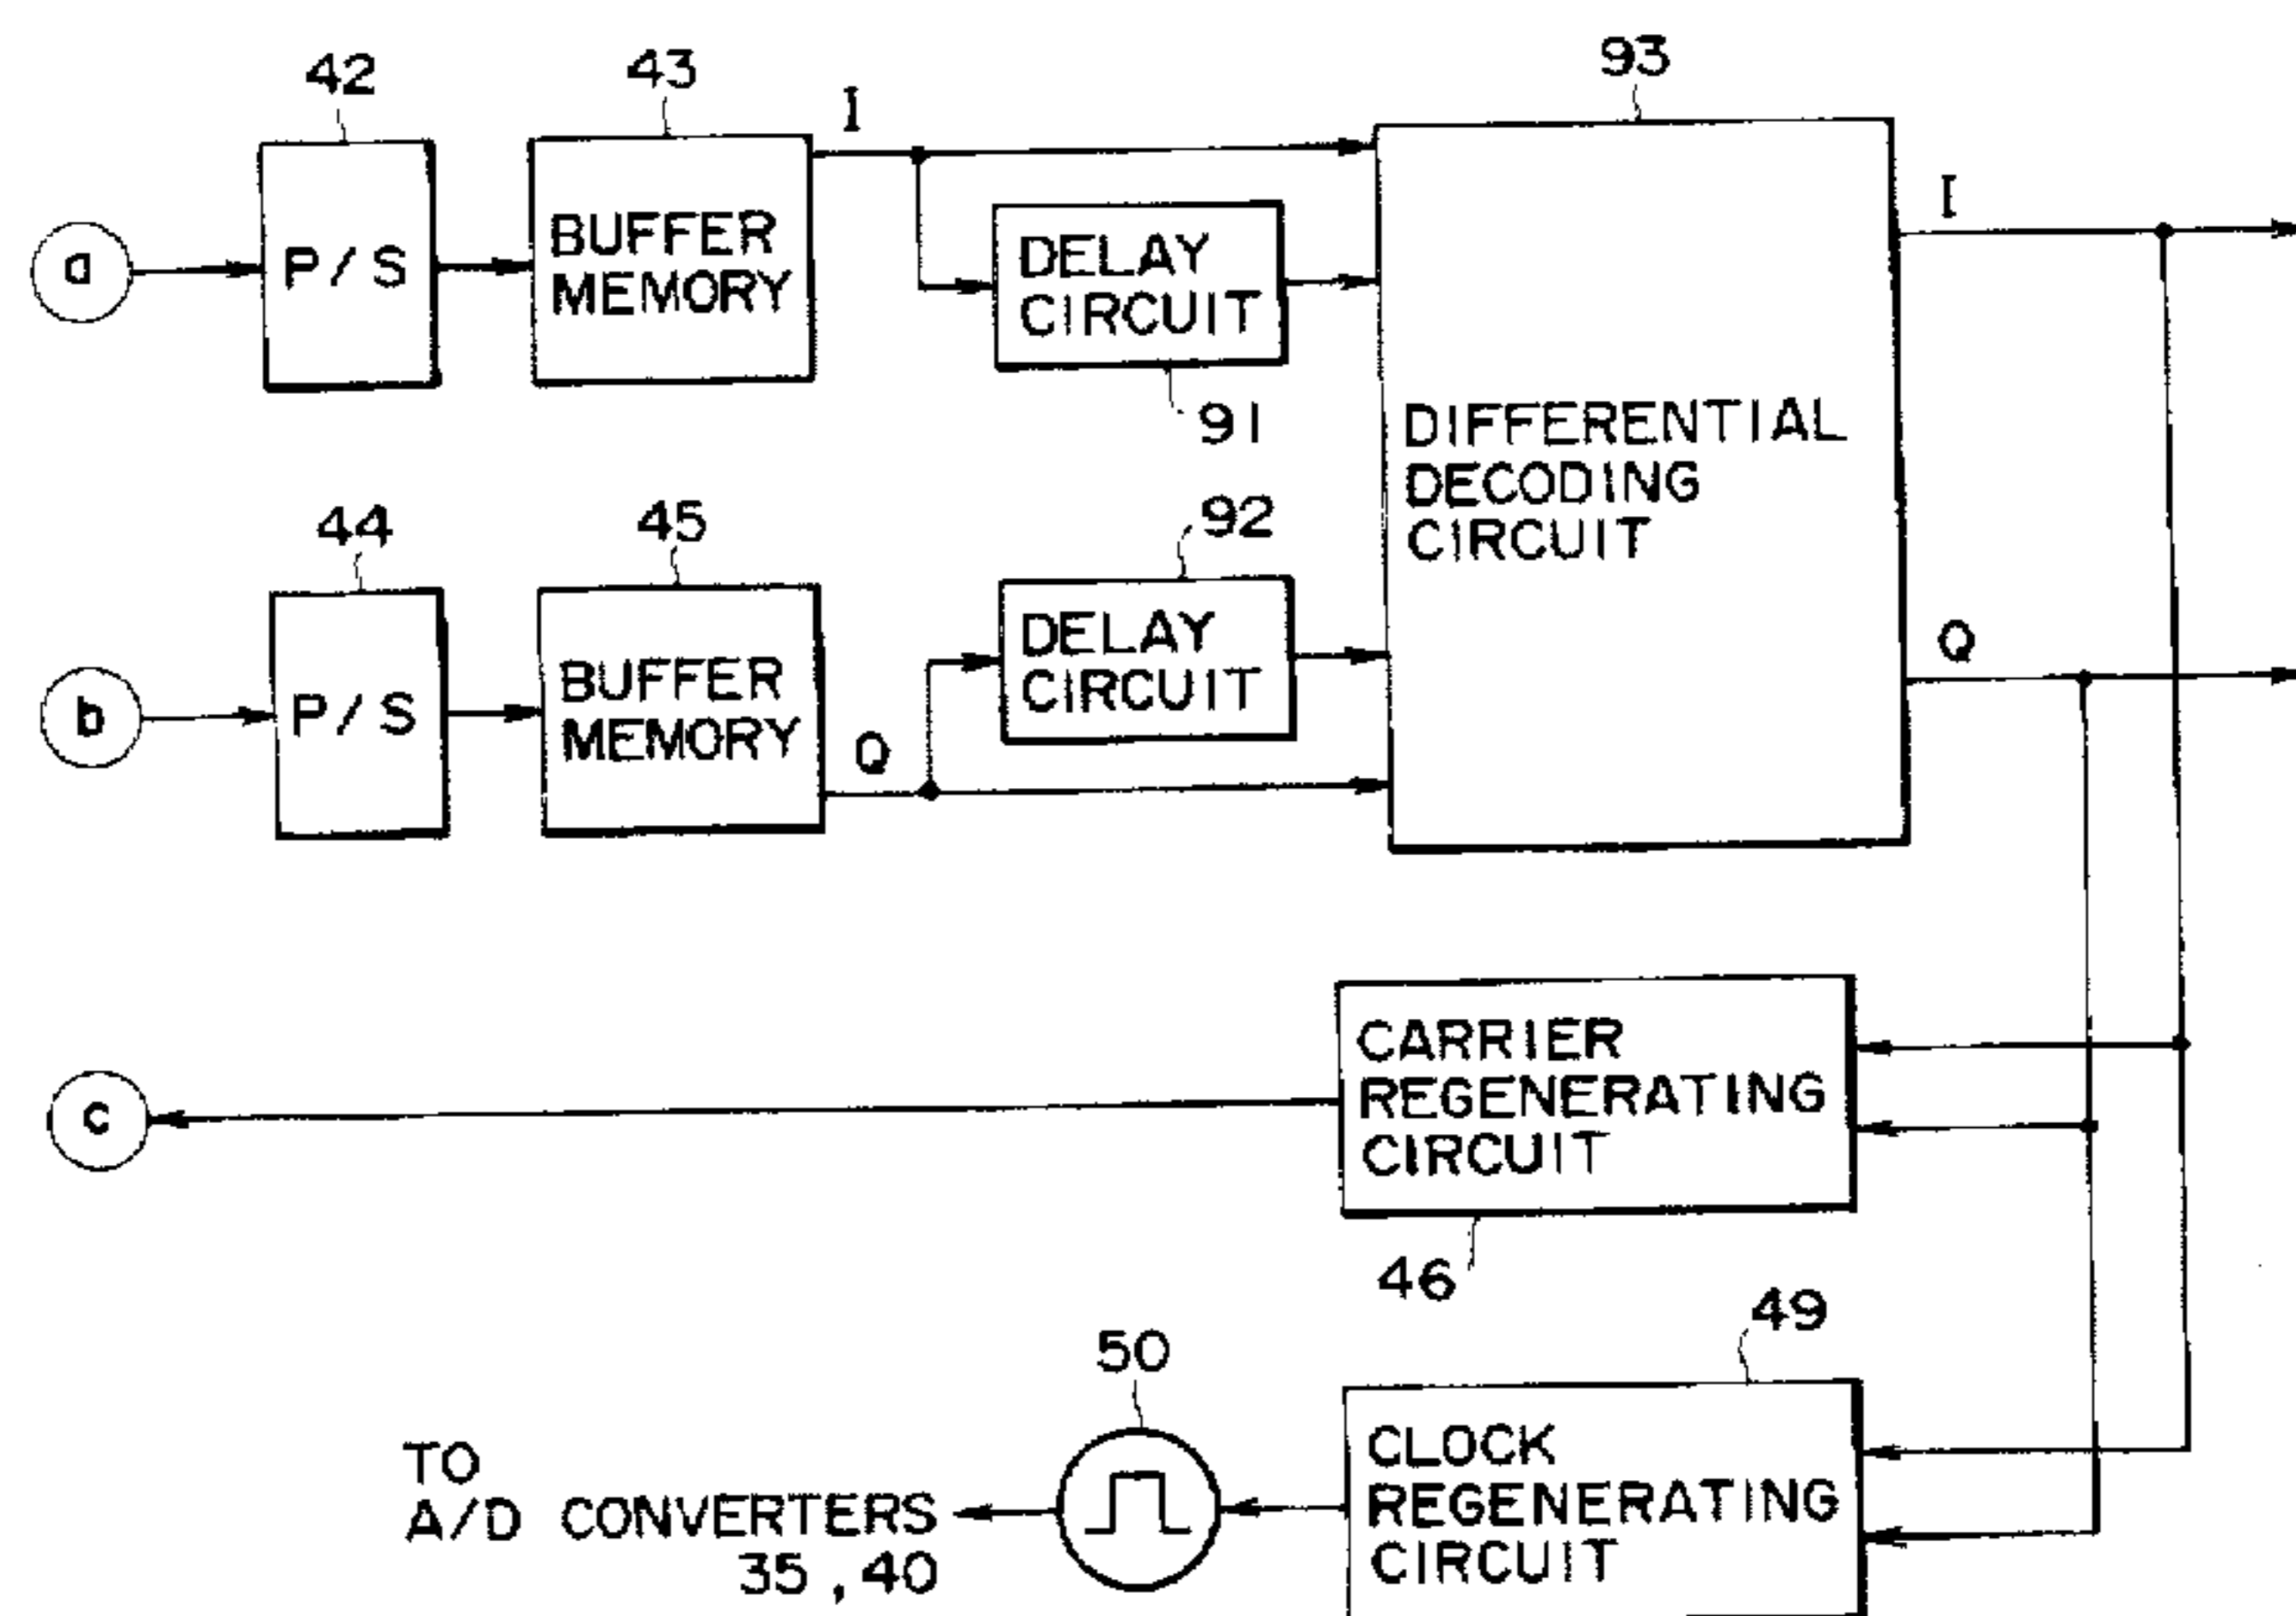 42
43
I
93
a
P/S
BUFFER
MEMORY
DELAY
CIRCUIT
91
I
DIFFERENTIAL
DECODING
CIRCUIT
44
45
92
b
P/S
BUFFER
MEMORY
Q
DELAY
CIRCUIT
Q
c
CARRIER
REGENERATING
CIRCUIT
46
49
50
TO
A/D CONVERTERS
35, 40
CLOCK
REGENERATING
CIRCUIT